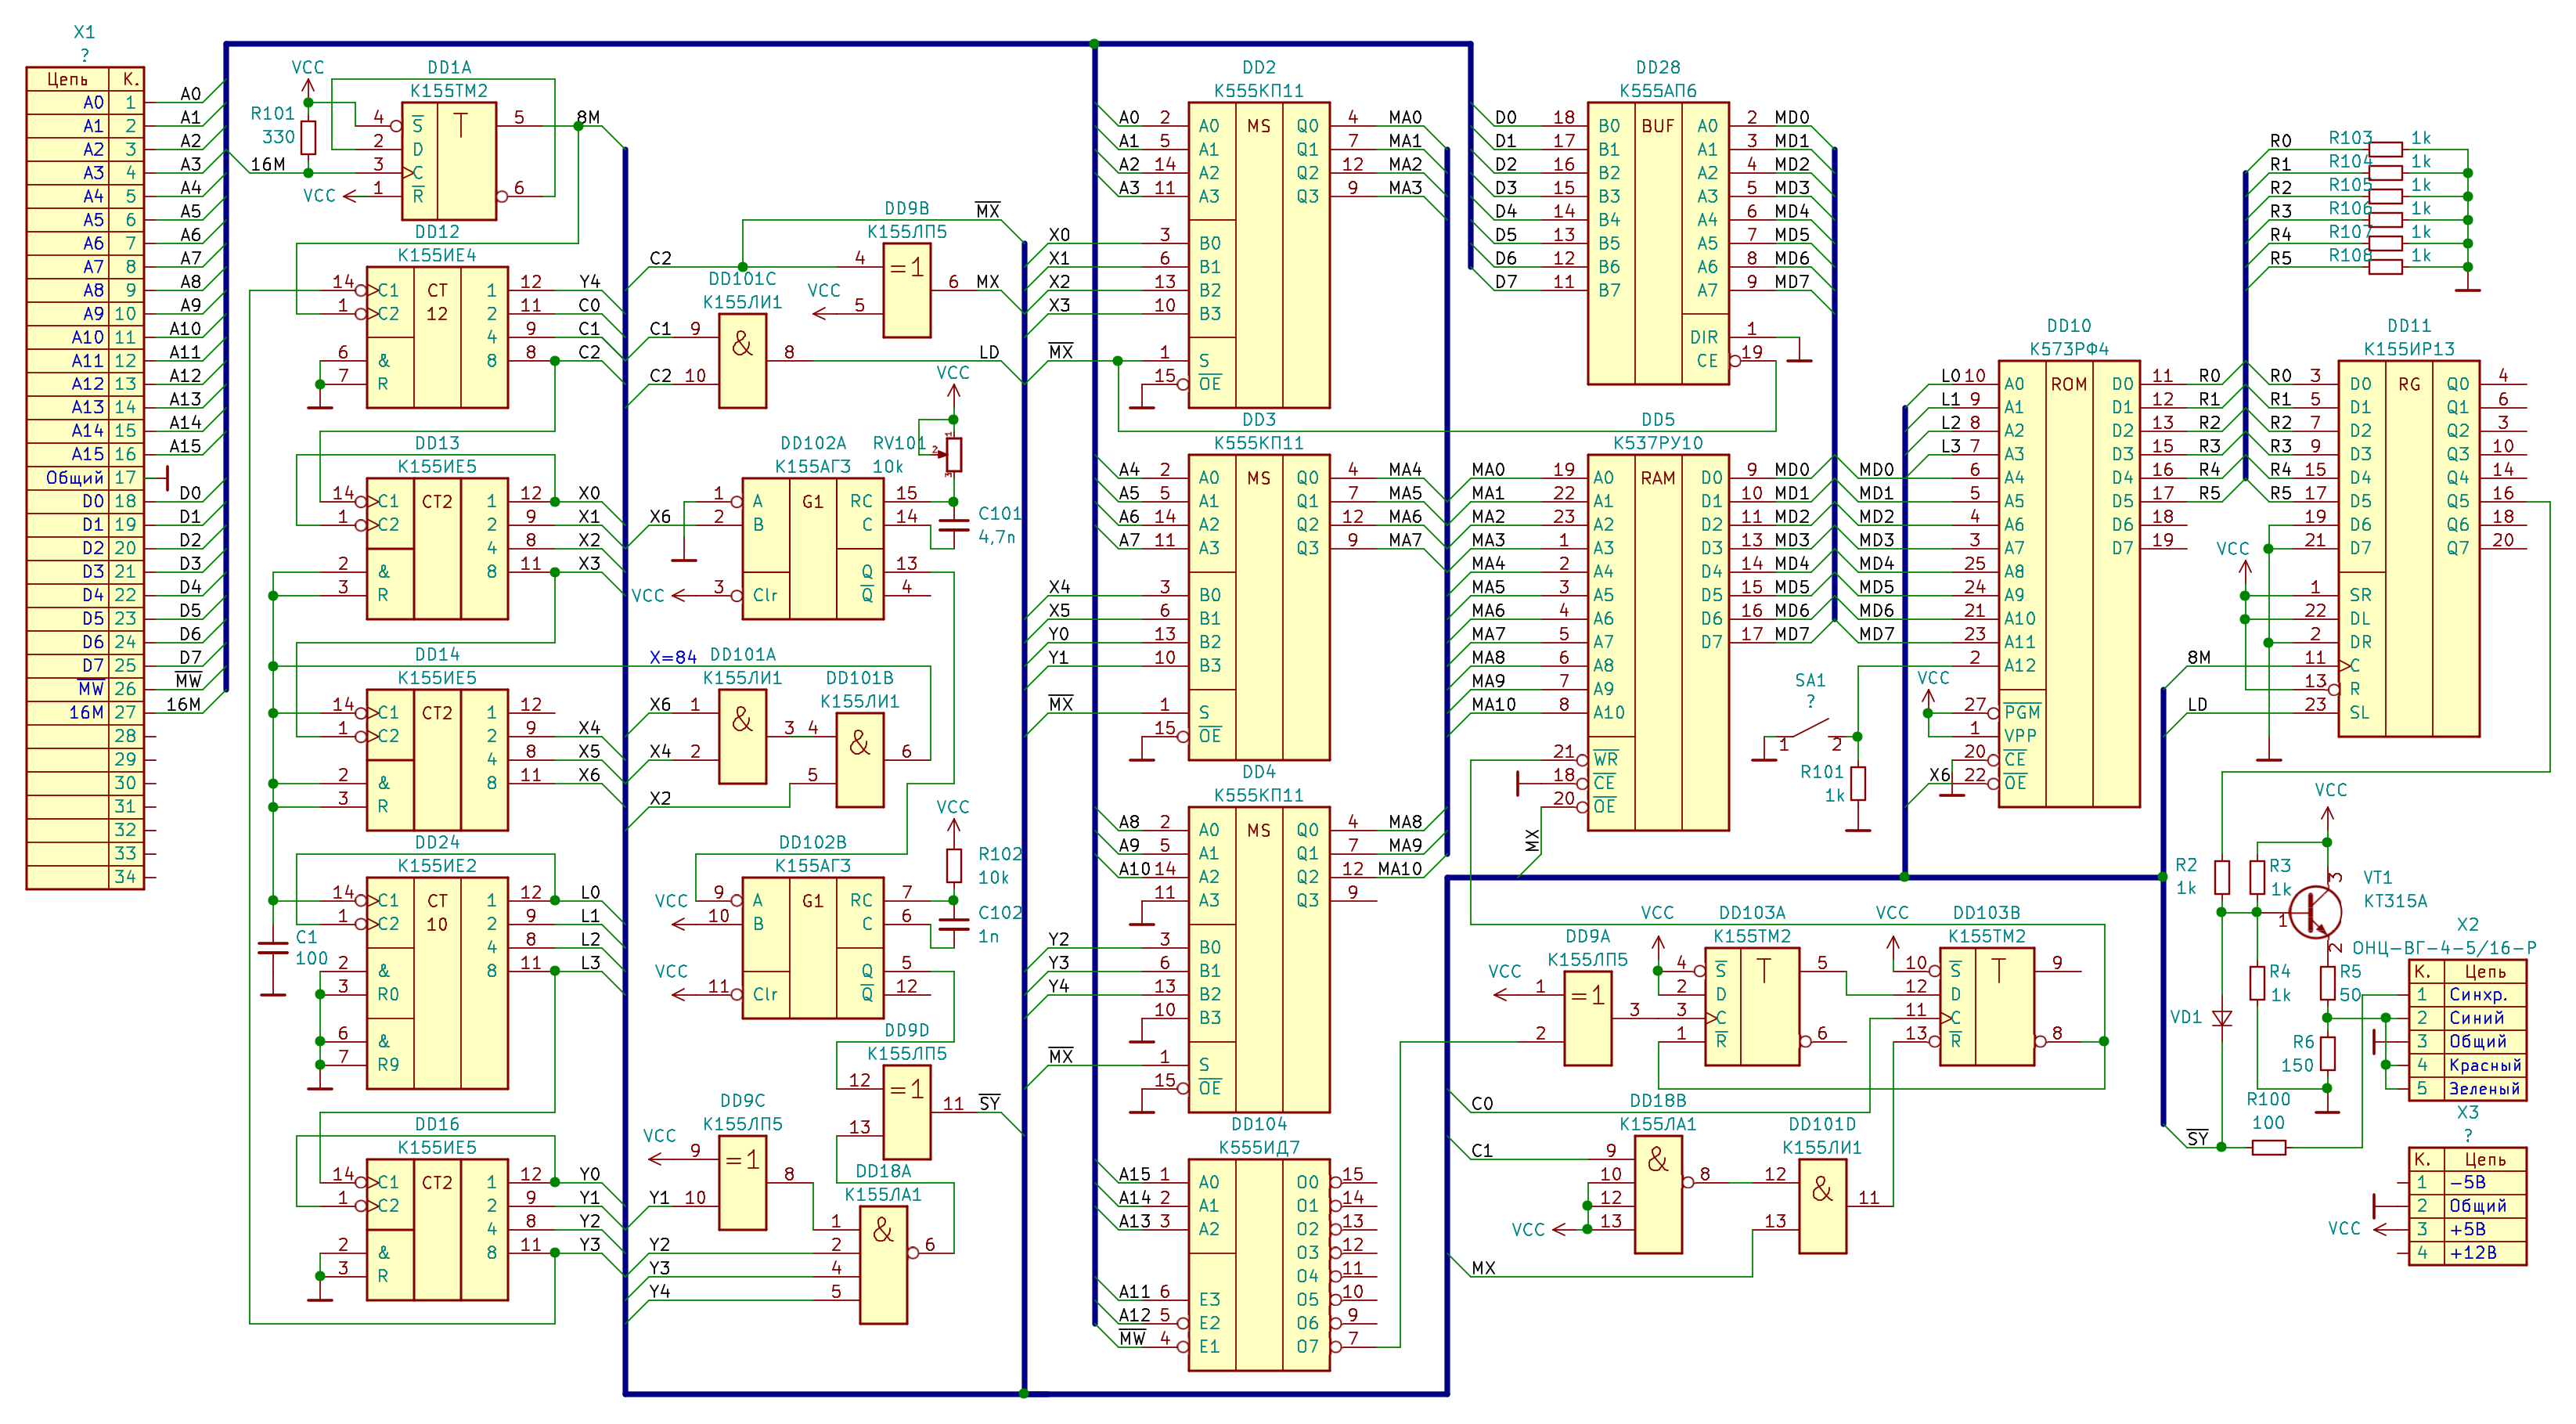 X1
?
Цепь К.
A0 1 A0
A1 2 A1
A2 3 A2
A3 4 A3
A4 5 A4
A5 6 A5
A6 7 A6
A7 8 A7
A8 9 A8
A9 10 A9
A10 11 A10
A11 12 A11
A12 13 A12
A13 14 A13
A14 15 A14
A15 16 A15
Общий 17
D0 18 D0
D1 19 D1
D2 20 D2
D3 21 D3
D4 22 D4
D5 23 D5
D6 24 D6
D7 25 D7
MW 26 MW
16M 27 16M
28
29
30
31
32
33
34
VCC
R101
330
16M
VCC
DD1A
К155ТМ2
4 S T 5 8M
2 D
3 C
1 R 6
DD12
К155ИЕ4
14 C1 CT 1 12 Y4
1 C2 12 2 11 C0
4 9 C1
6 & 8 8 C2
7 R
DD13
К155ИЕ5
14 C1 CT2 1 12 X0
1 C2 2 9 X1
2 & 4 8 X2
3 R 8 11 X3
DD14
К155ИЕ5
14 C1 CT2 1 12
1 C2 2 9 X4
2 & 4 8 X5
3 R 8 11 X6
DD24
К155ИЕ2
14 C1 CT 1 12 L0
1 C2 10 2 9 L1
4 8 L2
2 & 8 11 L3
3 R0
6 &
7 R9
C1
100
DD16
К155ИЕ5
14 C1 CT2 1 12 Y0
1 C2 2 9 Y1
4 8 Y2
2 & 8 11 Y3
3 R
DD9B
К155ЛП5
MX
C2 4 =1 6 MX
VCC 5
DD101C
К155ЛИ1
C1 9 & 8 LD
C2 10
VCC
RV101
10k
1
2
3
DD102A
К155АГ3
1 A G1 RC 15
X6 2 B C 14
Q 13
VCC 3 Clr Q 4
C101
4,7n
X=84
DD101A
К155ЛИ1
X6 1 & 3
X4 2
DD101B
К155ЛИ1
4 & 6
X2 5
DD102B
К155АГ3
VCC 9 A G1 RC 7
10 B C 6
Q 5
VCC 11 Clr Q 12
VCC
R102
10k
C102
1n
DD9D
К155ЛП5
12 =1 11 SY
13
DD9C
К155ЛП5
VCC 9 =1 8
Y1 10
DD18A
К155ЛА1
1 & 6
Y2 2
Y3 4
Y4 5
DD2
К555КП11
A0 2 A0 MS Q0 4 MA0
A1 5 A1 Q1 7 MA1
A2 14 A2 Q2 12 MA2
A3 11 A3 Q3 9 MA3
X0 3 B0
X1 6 B1
X2 13 B2
X3 10 B3
MX 1 S
15 OE
DD3
К555КП11
A4 2 A0 MS Q0 4 MA4
A5 5 A1 Q1 7 MA5
A6 14 A2 Q2 12 MA6
A7 11 A3 Q3 9 MA7
X4 3 B0
X5 6 B1
Y0 13 B2
Y1 10 B3
MX 1 S
15 OE
DD4
К555КП11
A8 2 A0 MS Q0 4 MA8
A9 5 A1 Q1 7 MA9
A10 14 A2 Q2 12 MA10
11 A3 Q3 9
Y2 3 B0
Y3 6 B1
Y4 13 B2
10 B3
MX 1 S
15 OE
DD104
К555ИД7
A15 1 A0 O0 15
A14 2 A1 O1 14
A13 3 A2 O2 13
O3 12
O4 11
A11 6 E3 O5 10
A12 5 E2 O6 9
MW 4 E1 O7 7
DD28
К555АП6
D0 18 B0 BUF A0 2 MD0
D1 17 B1 A1 3 MD1
D2 16 B2 A2 4 MD2
D3 15 B3 A3 5 MD3
D4 14 B4 A4 6 MD4
D5 13 B5 A5 7 MD5
D6 12 B6 A6 8 MD6
D7 11 B7 A7 9 MD7
DIR 1
CE 19
DD5
К537РУ10
MA0 19 A0 RAM D0 9 MD0
MA1 22 A1 D1 10 MD1
MA2 23 A2 D2 11 MD2
MA3 1 A3 D3 13 MD3
MA4 2 A4 D4 14 MD4
MA5 3 A5 D5 15 MD5
MA6 4 A6 D6 16 MD6
MA7 5 A7 D7 17 MD7
MA8 6 A8
MA9 7 A9
MA10 8 A10
21 WR
18 CE
20 OE
MX
SA1
?
1 2
R101
1k
DD10
К573РФ4
L0 10 A0 ROM D0 11 R0
L1 9 A1 D1 12 R1
L2 8 A2 D2 13 R2
L3 7 A3 D3 15 R3
MD0 6 A4 D4 16 R4
MD1 5 A5 D5 17 R5
MD2 4 A6 D6 18
MD3 3 A7 D7 19
MD4 25 A8
MD5 24 A9
MD6 21 A10
MD7 23 A11
2 A12
VCC
27 PGM
1 VPP
20 CE
X6 22 OE
R0 R103 1k
R1 R104 1k
R2 R105 1k
R3 R106 1k
R4 R107 1k
R5 R108 1k
DD11
К155ИР13
R0 3 D0 RG Q0 4
R1 5 D1 Q1 6
R2 7 D2 Q2 3
R3 9 D3 Q3 10
R4 15 D4 Q4 14
R5 17 D5 Q5 16
19 D6 Q6 18
VCC 21 D7 Q7 20
1 SR
22 DL
2 DR
8M 11 C
13 R
LD 23 SL
DD9A
К155ЛП5
VCC 1 =1 3
2
VCC
DD103A
К155ТМ2
4 S T 5
2 D
3 C
1 R 6
VCC
DD103B
К155ТМ2
10 S T 9
12 D
11 C
13 R 8
C0
DD18B
К155ЛА1
C1 9 & 8
10
12
VCC 13
DD101D
К155ЛИ1
12 & 11
13
MX
VCC
R2
1k
R3
1k
VT1
КТ315А
1
2
3
R4
1k
R5
50
R6
150
VD1
R100
100
SY
X2
ОНЦ-ВГ-4-5/16-Р
К. Цепь
1 Синхр.
2 Синий
3 Общий
4 Красный
5 Зеленый
X3
?
К. Цепь
1 -5В
2 Общий
VCC 3 +5В
4 +12В